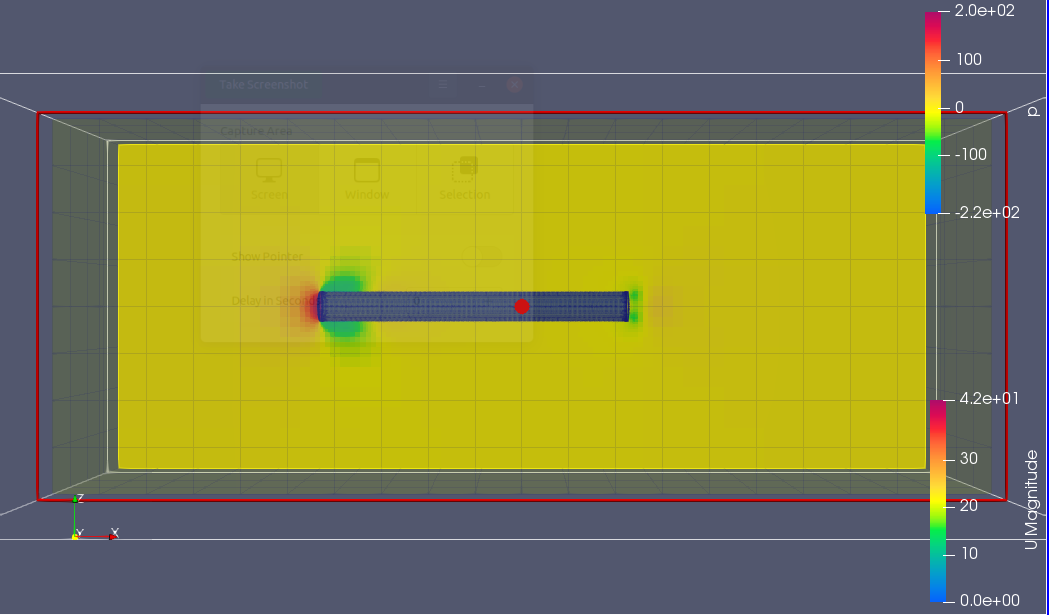 2.0e+02
100
0
-100
-2.2e+02
p
Take Screenshot
Capture Area
Screen
Window
Selection
Show Pointer
Delay in Seconds
0
4.2e+01
30
20
10
0.0e+00
U Magnitude
Z
Y
X